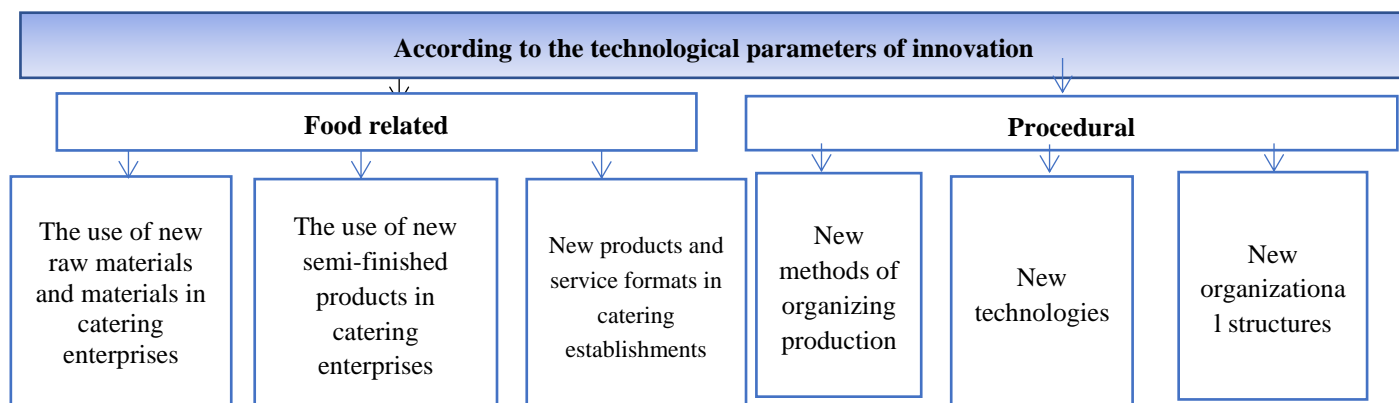 According to the technological parameters of innovation
Food related
Procedural
The use of new
raw materials
and materials in
catering
enterprises
The use of new
semi-finished
products in
catering
enterprises
New products and
service formats in
catering
establishments
New
methods of
organizing
production
New
technologies
New
organizationa
l structures